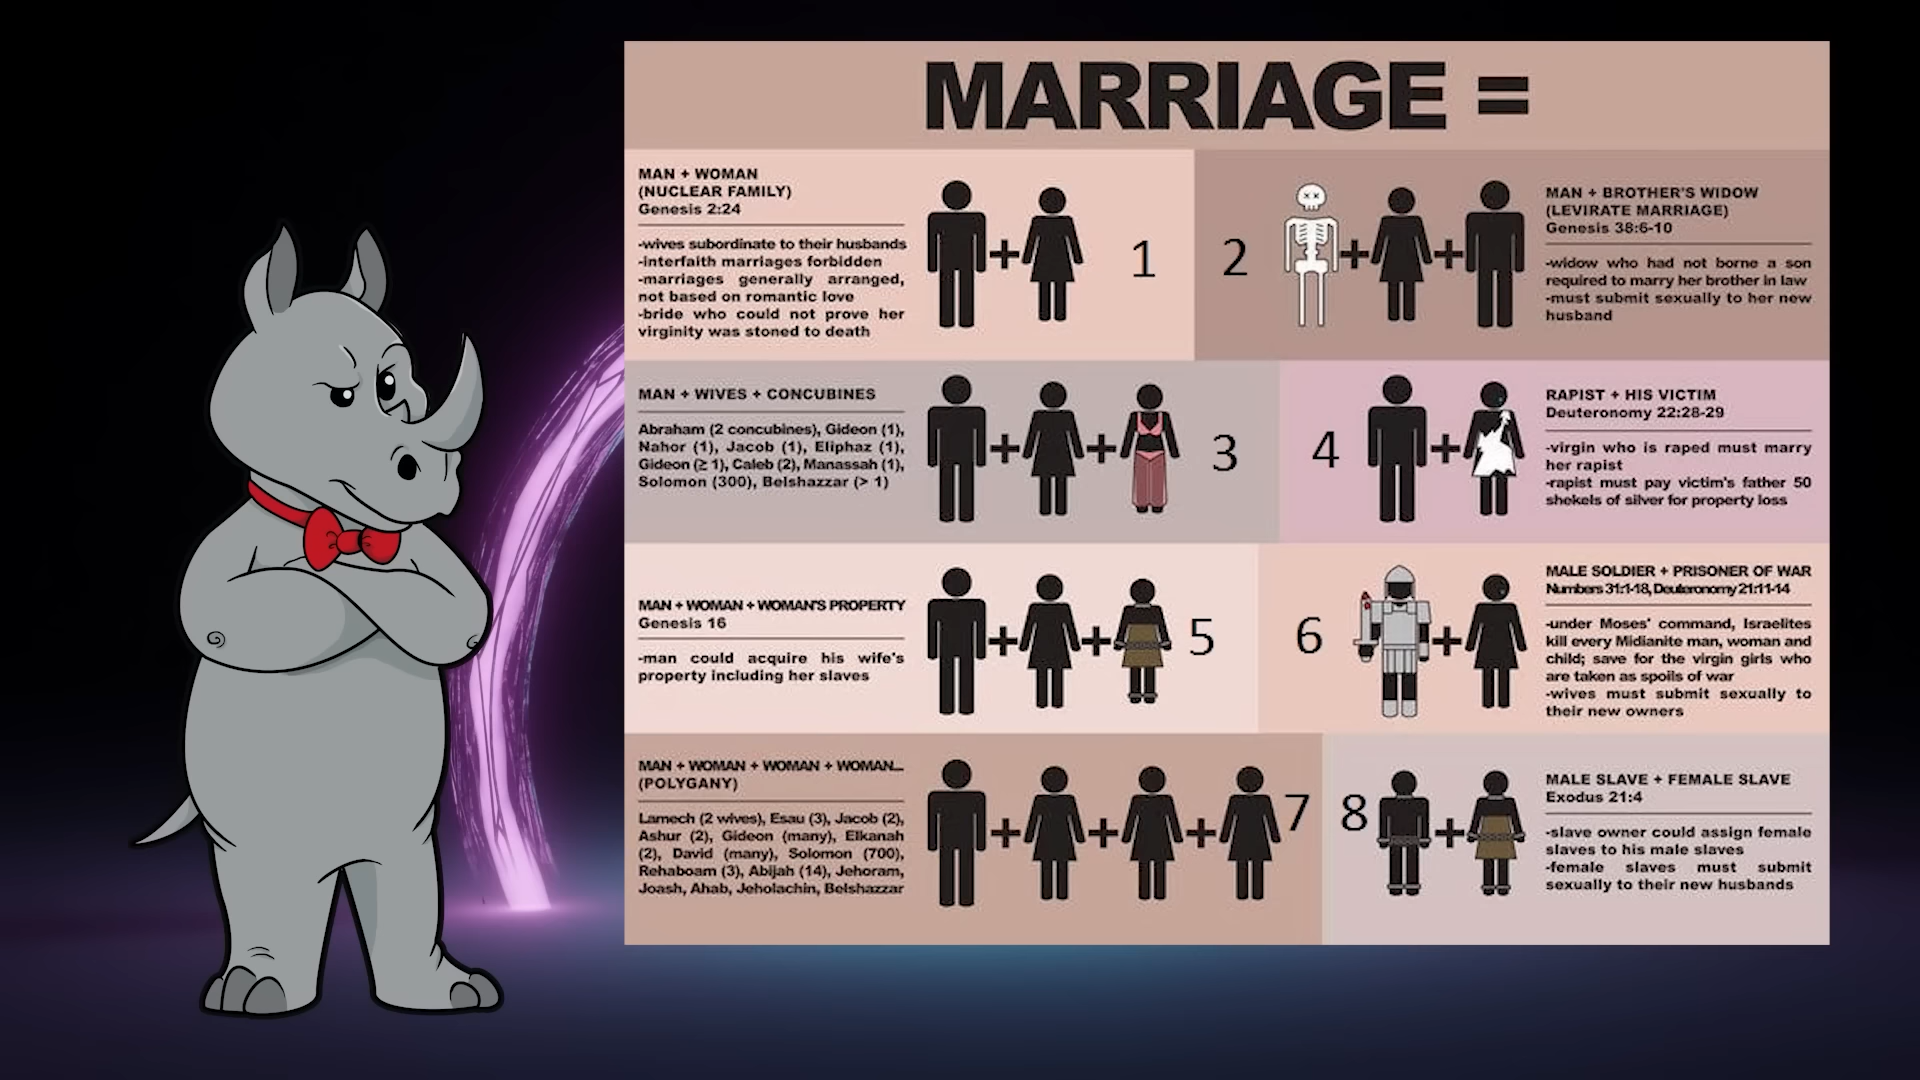 MARRIAGE =
MAN + WOMAN
(NUCLEAR FAMILY)
Genesis 2:24
-wives subordinate to their husbands
-interfaith marriages forbidden
-marriages generally arranged,
not based on romantic love
-bride who could not prove her
virginity was stoned to death
1
2
MAN + BROTHER'S WIDOW
(LEVIRATE MARRIAGE)
Genesis 38:6-10
-widow who had not borne a son
required to marry her brother in law
-must submit sexually to her new
husband
MAN + WIVES + CONCUBINES
Abraham (2 concubines), Gideon (1),
Nahor (1), Jacob (1), Eliphaz (1),
Gideon (≥ 1), Caleb (2), Manassah (1),
Solomon (300), Belshazzar (> 1)
3
4
RAPIST + HIS VICTIM
Deuteronomy 22:28-29
-virgin who is raped must marry
her rapist
-rapist must pay victim's father 50
shekels of silver for property loss
MAN + WOMAN + WOMAN'S PROPERTY
Genesis 16
-man could acquire his wife's
property including her slaves
5
6
MALE SOLDIER + PRISONER OF WAR
Numbers 31:1-18, Deuteronomy 21:11-14
-under Moses' command, Israelites
kill every Midianite man, woman and
child; save for the virgin girls who
are taken as spoils of war
-wives must submit sexually to
their new owners
MAN + WOMAN + WOMAN + WOMAN...
(POLYGANY)
Lamech (2 wives), Esau (3), Jacob (2),
Ashur (2), Gideon (many), Elkanah
(2), David (many), Solomon (700),
Rehaboam (3), Abijah (14), Jehoram,
Joash, Ahab, Jeholachin, Belshazzar
7
8
MALE SLAVE + FEMALE SLAVE
Exodus 21:4
-slave owner could assign female
slaves to his male slaves
-female slaves must submit
sexually to their new husbands